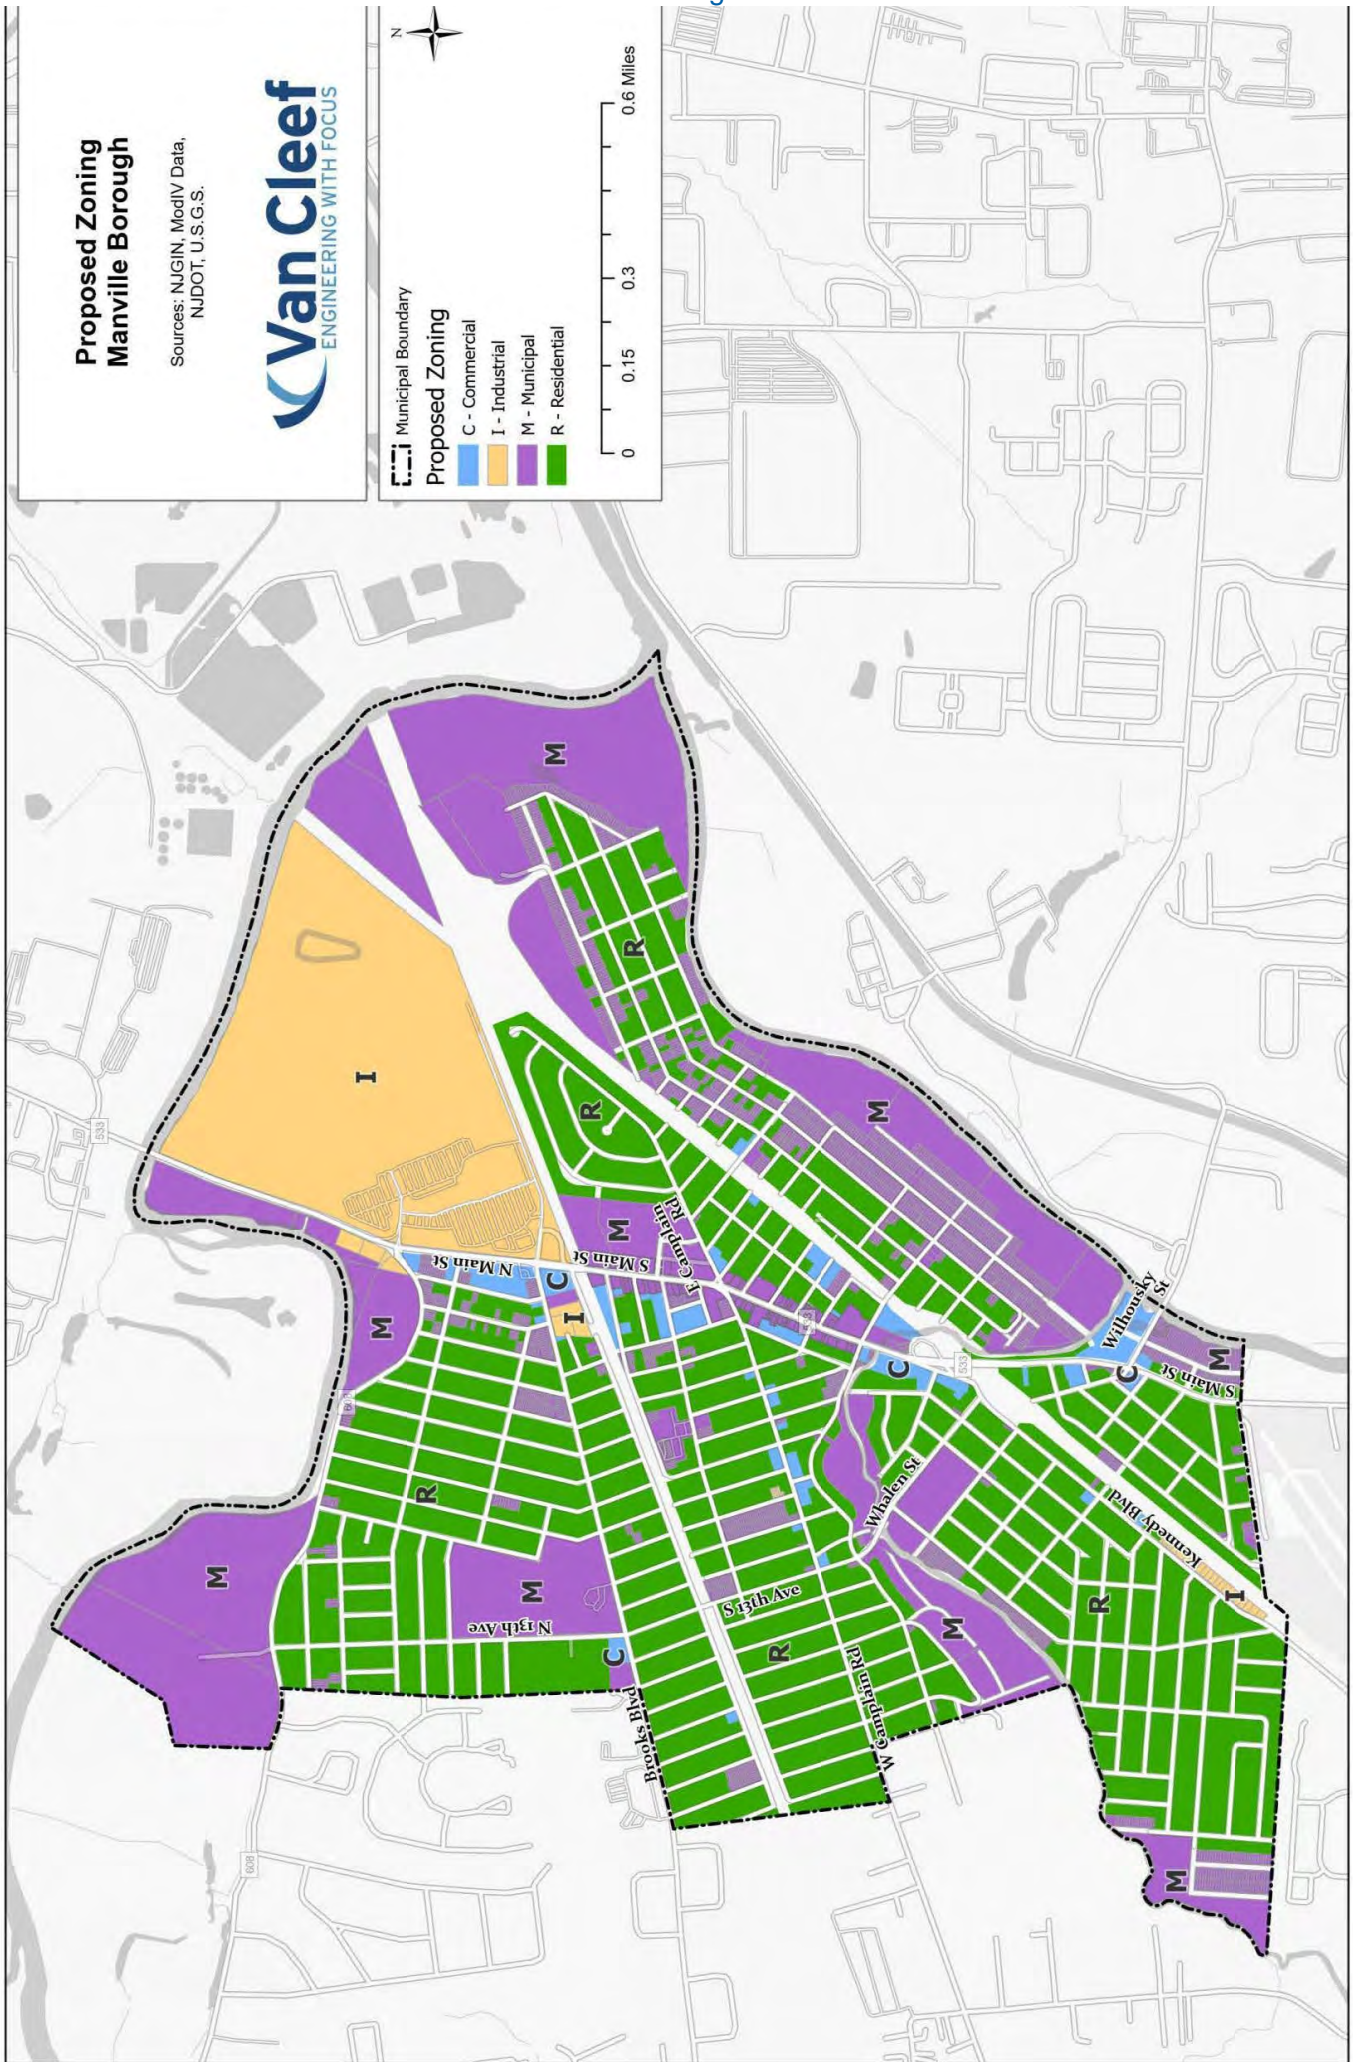 Proposed Zoning
Manville Borough
Sources: NJGIN, ModIV Data,
NJDOT, U.S.G.S.
Van Cleef
ENGINEERING WITH FOCUS
N
Municipal Boundary
Proposed Zoning
C - Commercial
I - Industrial
M - Municipal
R - Residential
0 0.15 0.3 0.6 Miles
533
608
533
533
M
M
M
M
M
M
M
M
M
M
I
I
I
R
R
R
R
R
C
C
C
C
N Main St
S Main St
E Camplain
Rd
Wilhousky
St
S Main St
Whalen St
Kennedy Blvd
N 13th Ave
S 13th Ave
Brooks Blvd
W Camplain Rd